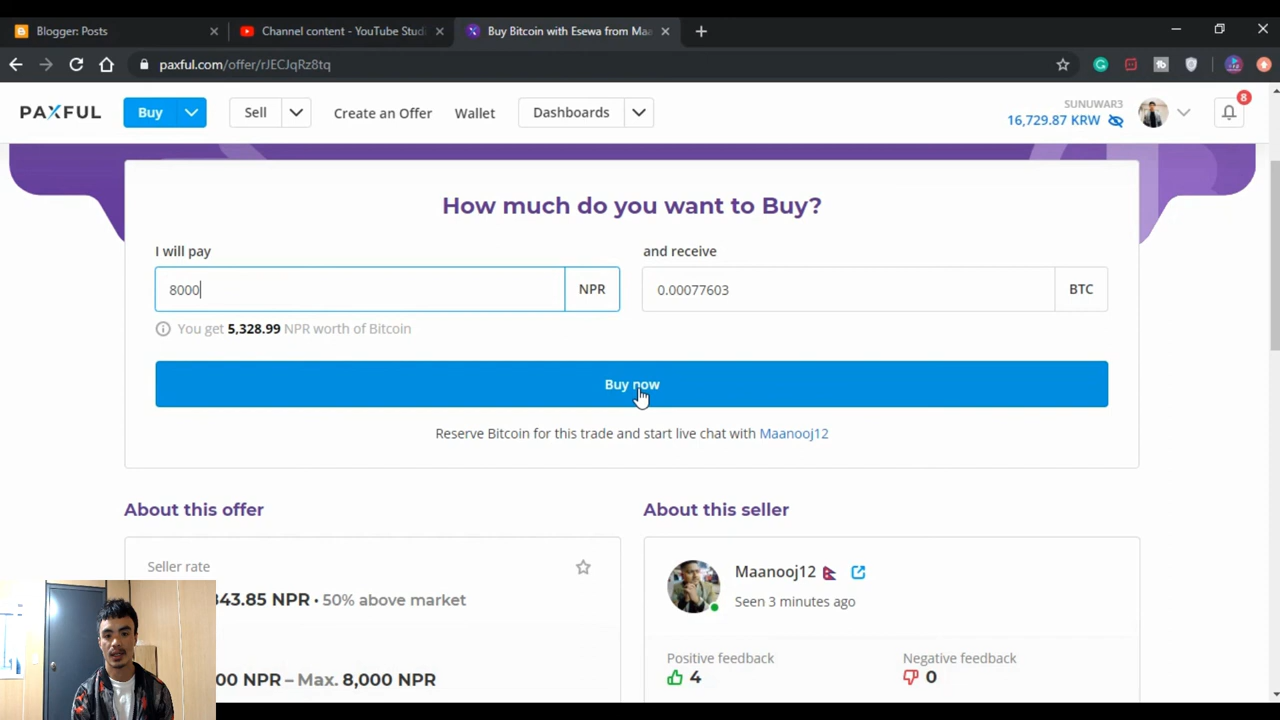 Blogger: Posts
Channel content - YouTube Studi
Buy Bitcoin with Esewa from Maa
paxful.com/offer/rJECJqRz8tq
PAXFUL
Buy
Sell
Create an Offer
Wallet
Dashboards
SUNUWAR3
16,729.87 KRW
8
How much do you want to Buy?
I will pay
and receive
8000
NPR
0.00077603
BTC
You get 5,328.99 NPR worth of Bitcoin
Buy now
Reserve Bitcoin for this trade and start live chat with Maanooj12
About this offer
About this seller
Seller rate
343.85 NPR • 50% above market
00 NPR – Max. 8,000 NPR
Maanooj12
Seen 3 minutes ago
Positive feedback
Negative feedback
4
0